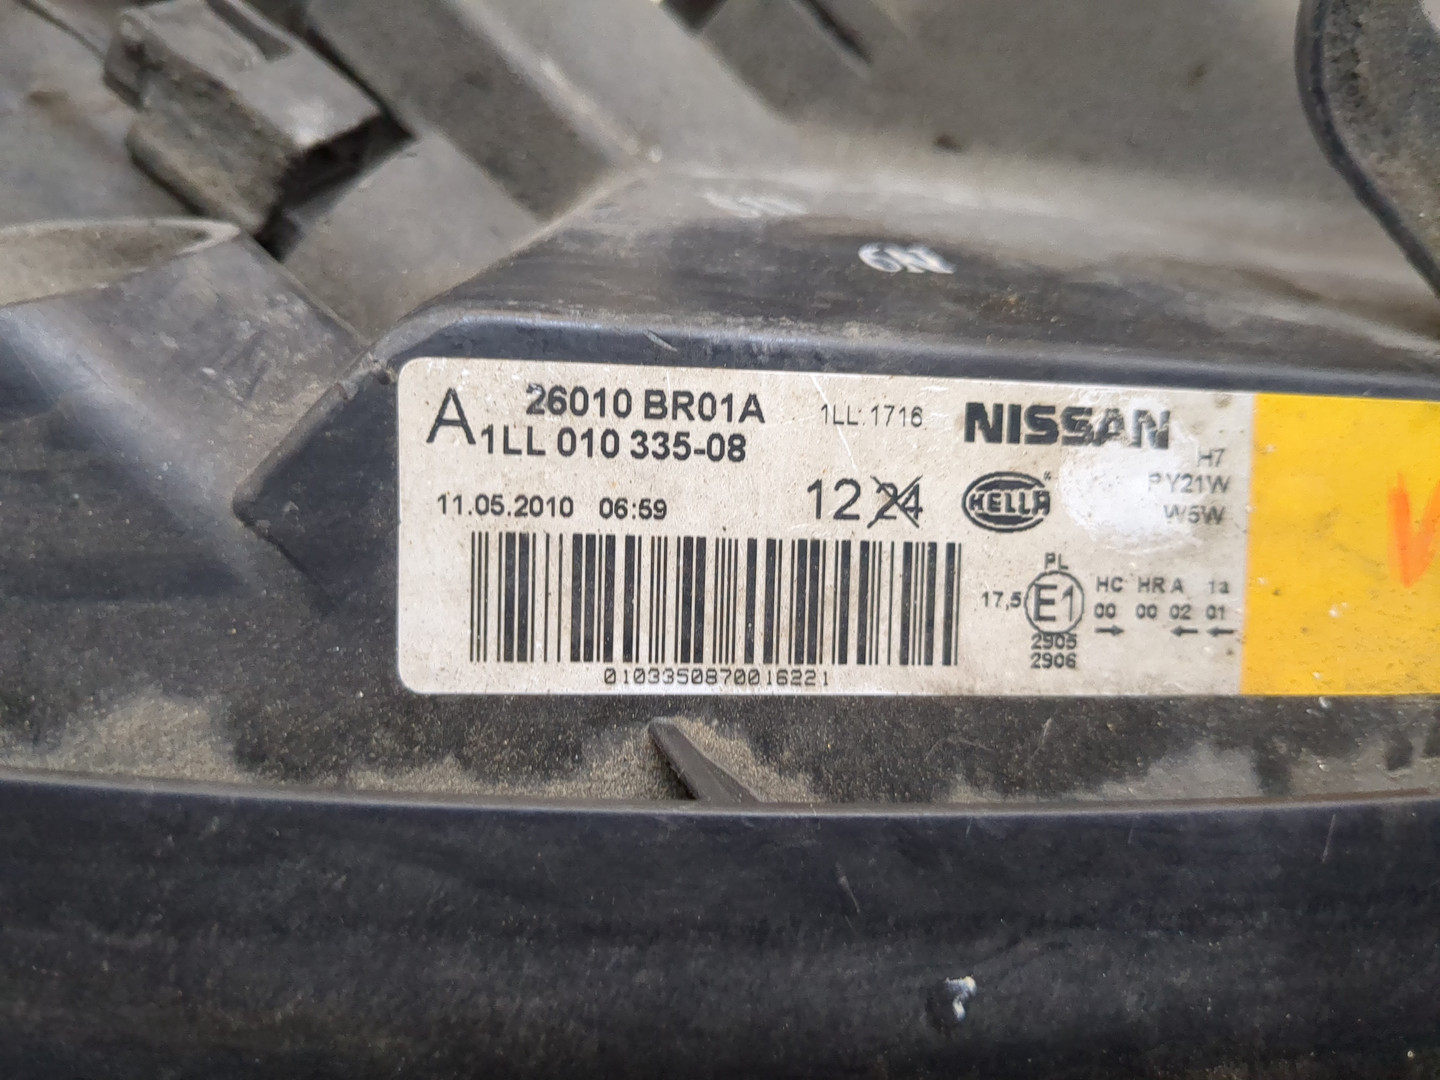 6N
A 26010 BR01A
1LL 010 335-08
1LL: 1716
NISSAN
11.05.2010 06:59
12 24
HELLA
H7
PY21W
W5W
PL
17,5 E1
HC HR A 1a
00 00 02 01
→ ← ←
2905
2906
0103350870016221